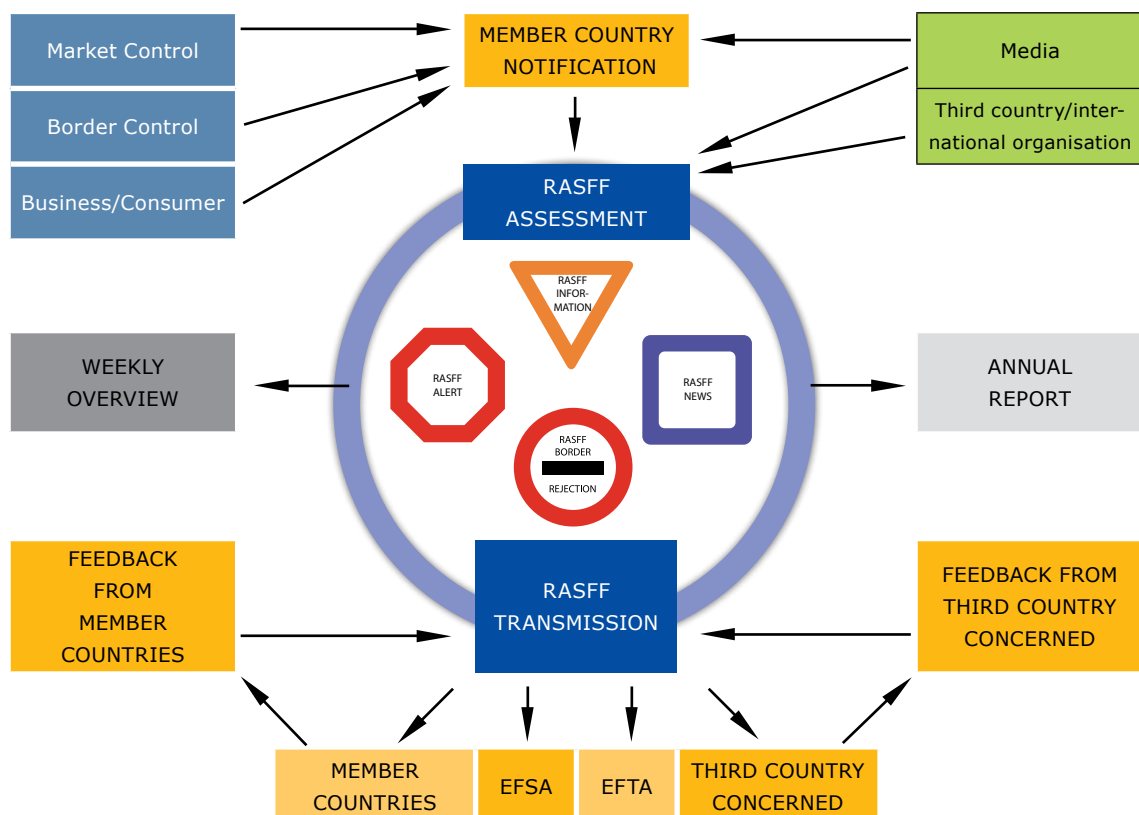 Market Control
Border Control
Business/Consumer
MEMBER COUNTRY
NOTIFICATION
Media
Third country/inter-
national organisation
RASFF
ASSESSMENT
RASFF
INFOR-
MATION
RASFF
ALERT
RASFF
NEWS
RASFF
BORDER
REJECTION
WEEKLY
OVERVIEW
ANNUAL
REPORT
FEEDBACK
FROM
MEMBER
COUNTRIES
RASFF
TRANSMISSION
FEEDBACK FROM
THIRD COUNTRY
CONCERNED
MEMBER
COUNTRIES
EFSA
EFTA
THIRD COUNTRY
CONCERNED